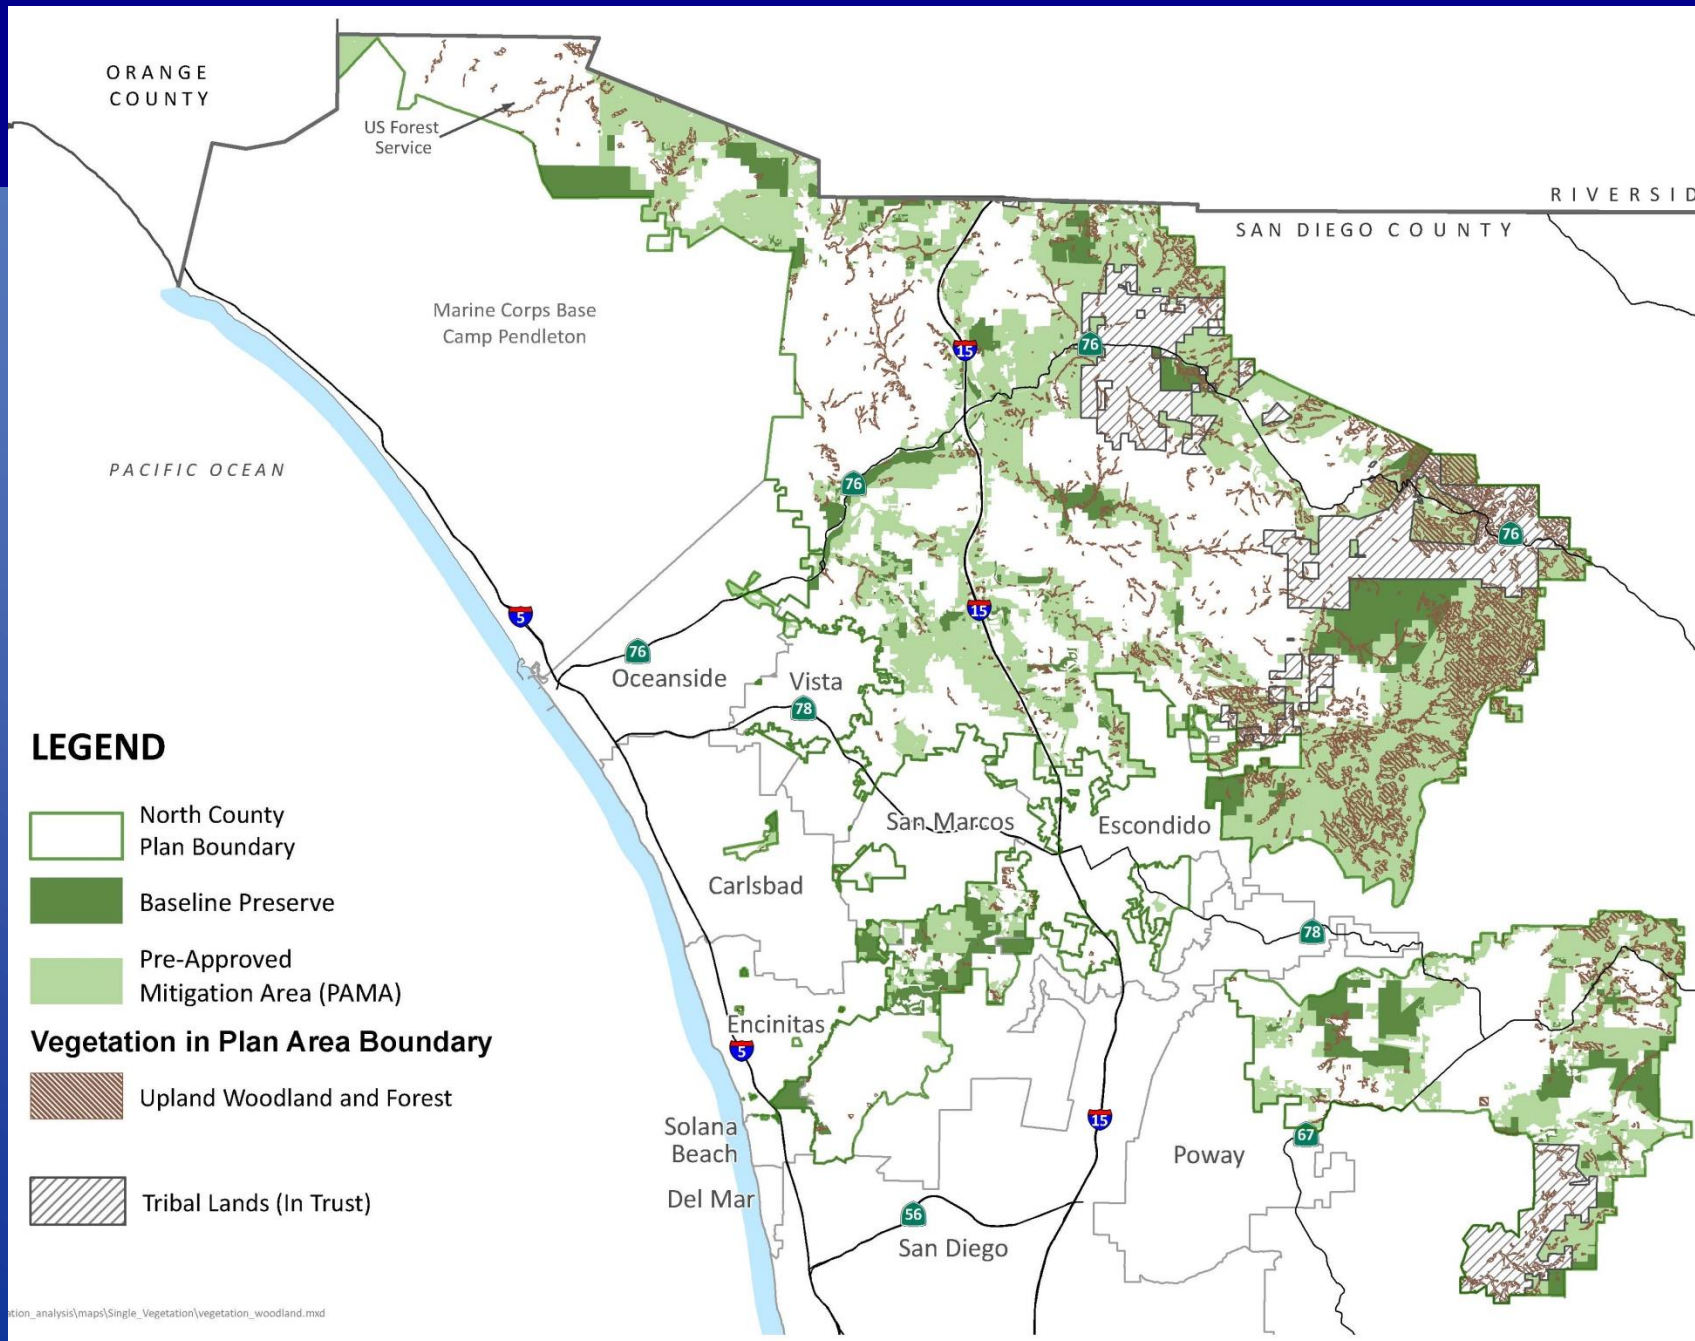 ORANGE
COUNTY
US Forest
Service
RIVERSID
SAN DIEGO COUNTY
Marine Corps Base
Camp Pendleton
15
76
PACIFIC OCEAN
76
76
5
15
76
Oceanside
Vista
78
LEGEND
North County
Plan Boundary
San Marcos
Escondido
Carlsbad
Baseline Preserve
78
Pre-Approved
Mitigation Area (PAMA)
Encinitas
5
Vegetation in Plan Area Boundary
Upland Woodland and Forest
Solana
Beach
15
67
Poway
Del Mar
Tribal Lands (In Trust)
56
San Diego
ation_analysis\maps\Single_Vegetation\vegetation_woodland.mxd